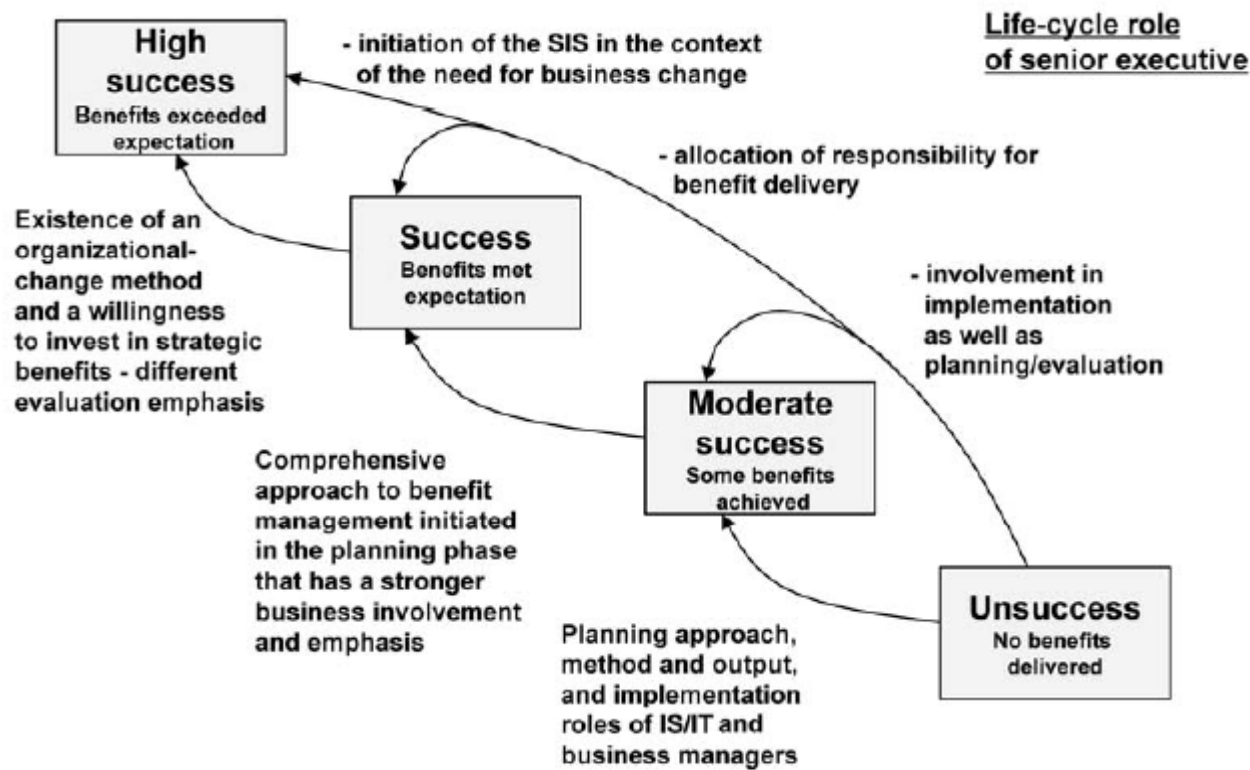 High
success
Benefits exceeded
expectation
- initiation of the SIS in the context
of the need for business change
Life-cycle role
of senior executive
- allocation of responsibility for
benefit delivery
Existence of an
organizational-
change method
and a willingness
to invest in strategic
benefits - different
evaluation emphasis
Success
Benefits met
expectation
- involvement in
implementation
as well as
planning/evaluation
Moderate
success
Some benefits
achieved
Comprehensive
approach to benefit
management initiated
in the planning phase
that has a stronger
business involvement
and emphasis
Unsuccess
No benefits
delivered
Planning approach,
method and output,
and implementation
roles of IS/IT and
business managers